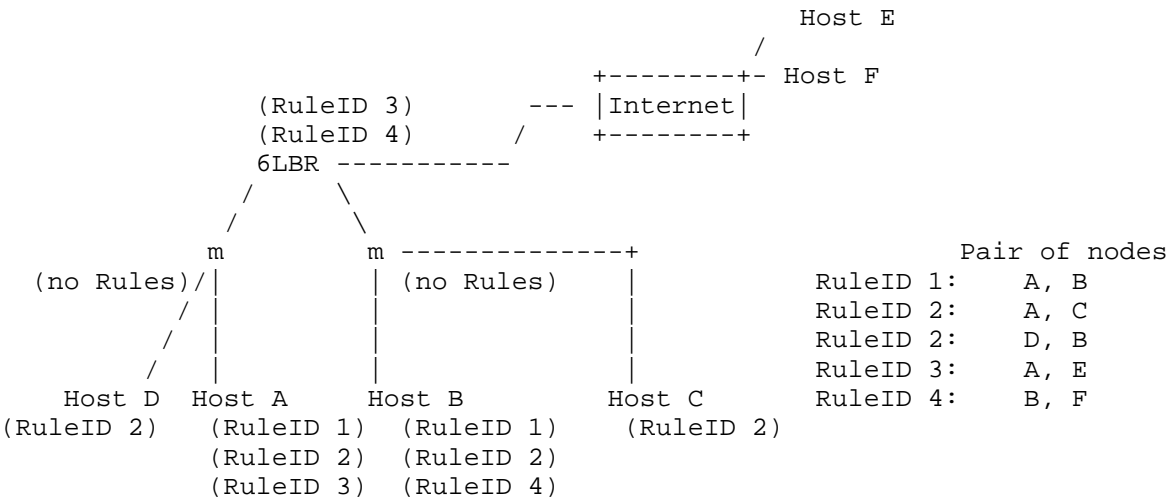 Host E
/
+--------+- Host F
(RuleID 3) --- |Internet|
(RuleID 4) / +--------+
6LBR -----------
/ \
/ \
m m --------------+ Pair of nodes
(no Rules)/| | (no Rules) | RuleID 1: A, B
/ | | | RuleID 2: A, C
/ | | | RuleID 2: D, B
/ | | | RuleID 3: A, E
Host D Host A Host B Host C RuleID 4: B, F
(RuleID 2) (RuleID 1) (RuleID 1) (RuleID 2)
(RuleID 2) (RuleID 2)
(RuleID 3) (RuleID 4)